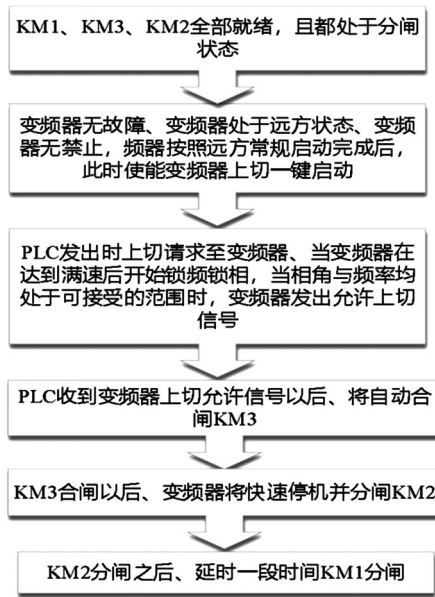 KM1、KM3、KM2全部就绪，且都处于分闸
状态
变频器无故障、变频器处于远方状态、变频
器无禁止，频器按照远方常规启动完成后，
此时使能变频器上切一键启动
PLC发出时上切请求至变频器、当变频器在
达到满速后开始锁频锁相，当相角与频率均
处于可接受的范围时，变频器发出允许上切
信号
PLC收到变频器上切允许信号以后、将自动合
闸KM3
KM3合闸以后、变频器将快速停机并分闸KM2
KM2分闸之后、延时一段时间KM1分闸